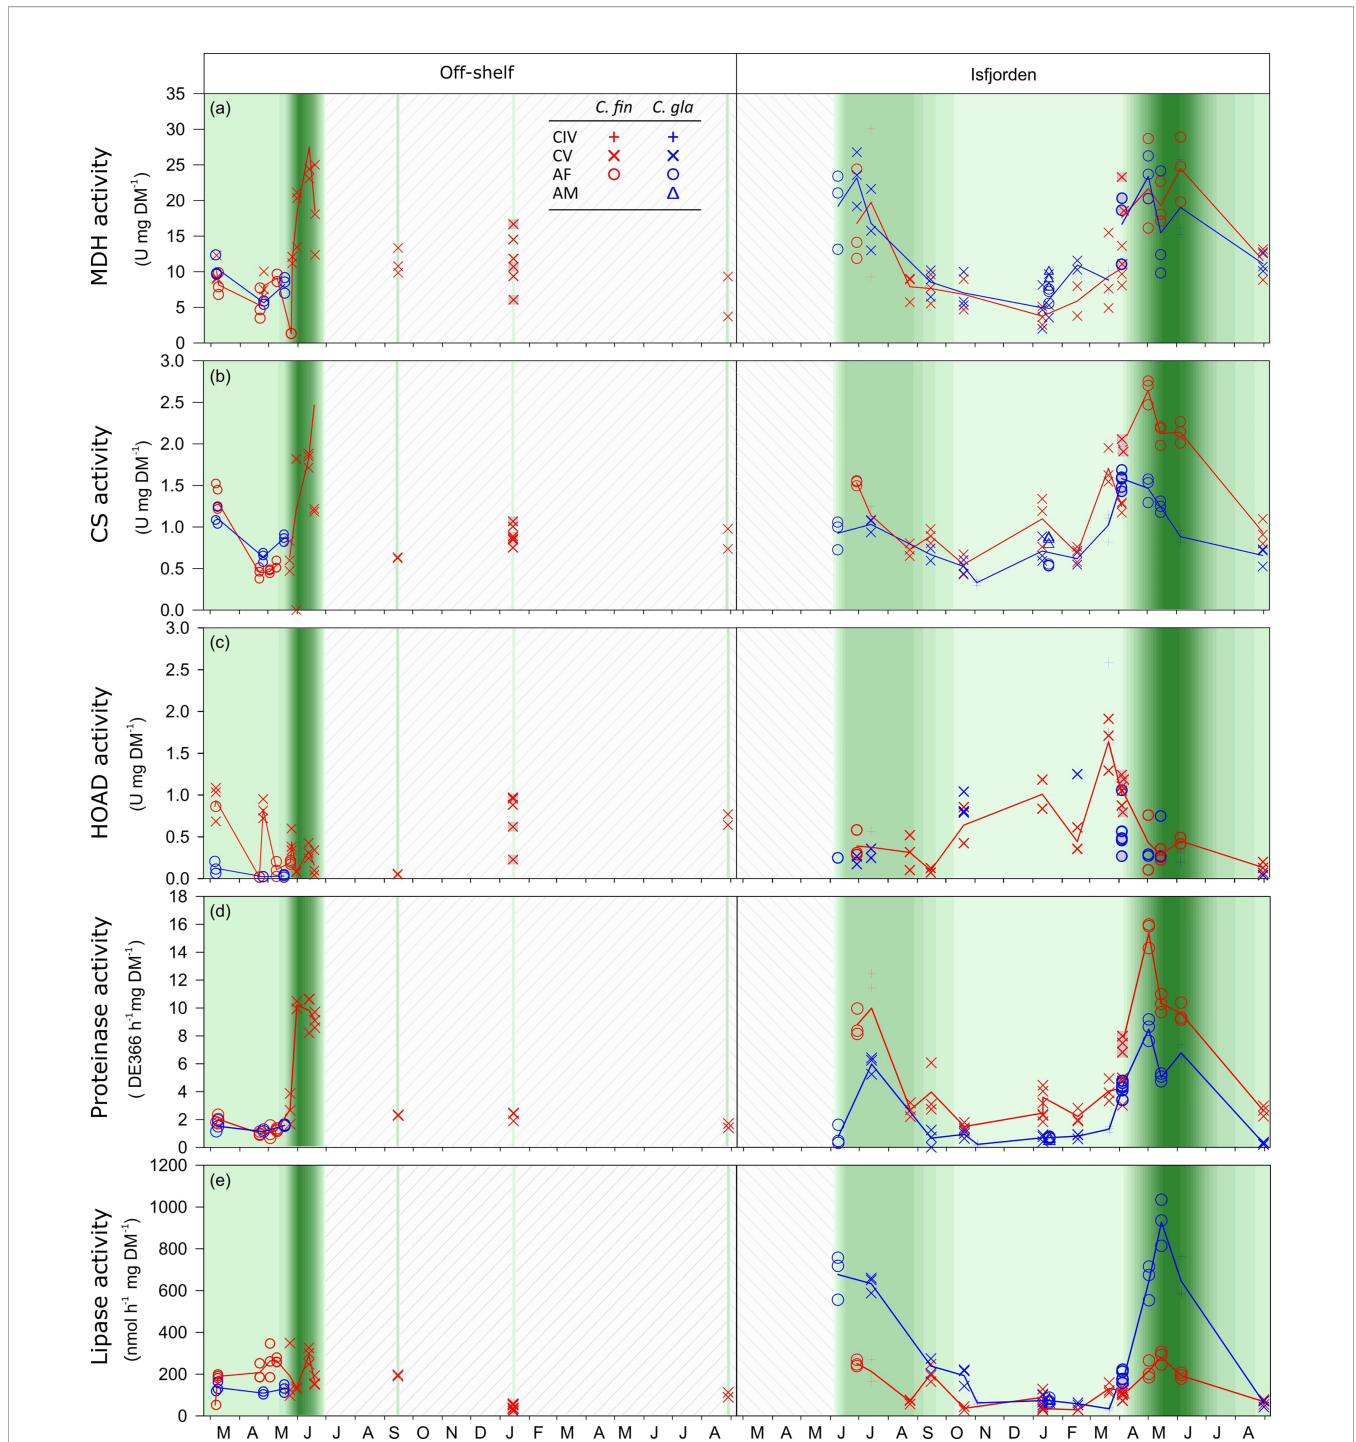 Off-shelf Isfjorden
(a)
C. fin C. gla
CIV + +
CV × ×
AF ○ ○
AM △
MDH activity
(U mg DM⁻¹)
35
30
25
20
15
10
5
0
(b)
CS activity
(U mg DM⁻¹)
3.0
2.5
2.0
1.5
1.0
0.5
0.0
(c)
HOAD activity
(U mg DM⁻¹)
3.0
2.5
2.0
1.5
1.0
0.5
0.0
(d)
Proteinase activity
( DE366 h⁻¹mg DM⁻¹)
18
16
14
12
10
8
6
4
2
0
(e)
Lipase activity
(nmol h⁻¹ mg DM⁻¹)
1200
1000
800
600
400
200
0
M A M J J A S O N D J F M A M J J A M A M J J A S O N D J F M A M J J A